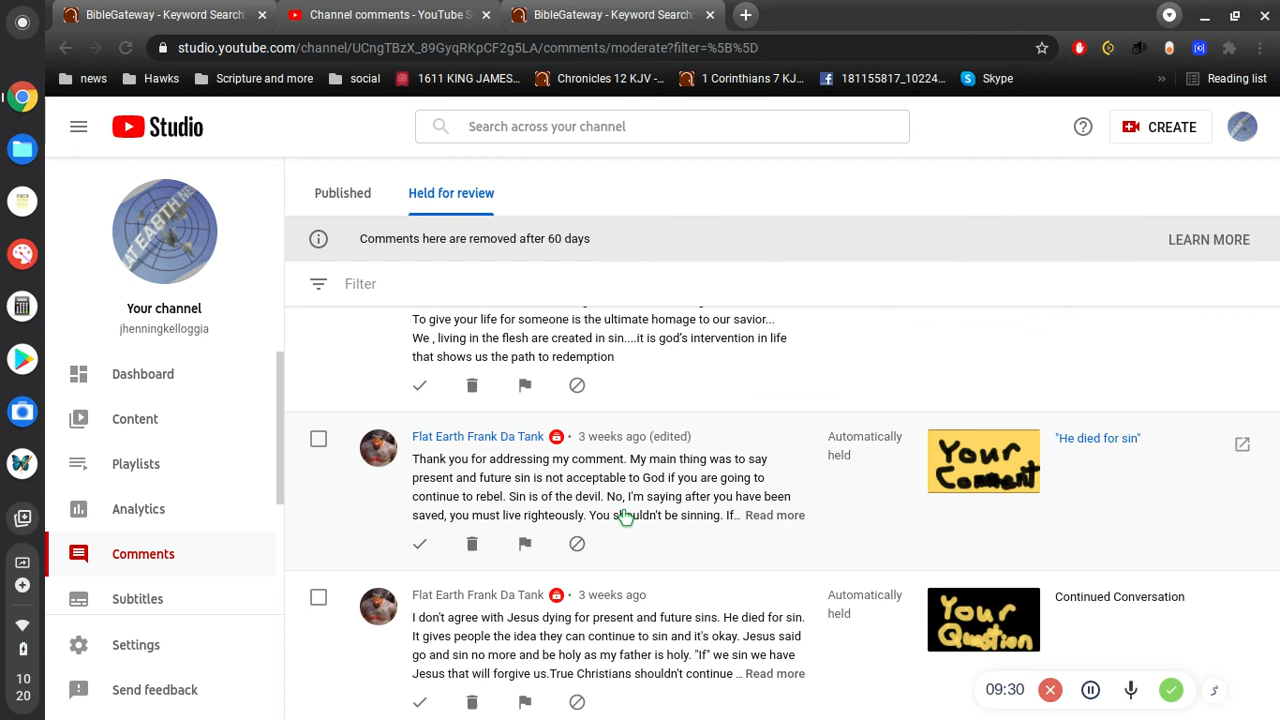 BibleGateway - Keyword Search:
Channel comments - YouTube S
BibleGateway - Keyword Search:
studio.youtube.com/channel/UCngTBzX_89GyqRKpCF2g5LA/comments/moderate?filter=%5B%5D
news
Hawks
Scripture and more
social
1611 KING JAMES...
Chronicles 12 KJV -...
1 Corinthians 7 KJ...
181155817_10224...
Skype
»
Reading list
Studio
Search across your channel
CREATE
Your channel
jhenningkelloggia
Dashboard
Content
Playlists
Analytics
Comments
Subtitles
Settings
Send feedback
Published
Held for review
Comments here are removed after 60 days
LEARN MORE
Filter
To give your life for someone is the ultimate homage to our savior...
We , living in the flesh are created in sin....it is god's intervention in life
that shows us the path to redemption
Flat Earth Frank Da Tank • 3 weeks ago (edited)
Thank you for addressing my comment. My main thing was to say
present and future sin is not acceptable to God if you are going to
continue to rebel. Sin is of the devil. No, I'm saying after you have been
saved, you must live righteously. You shouldn't be sinning. If... Read more
Automatically
held
Your
Comment
"He died for sin"
Flat Earth Frank Da Tank • 3 weeks ago
I don't agree with Jesus dying for present and future sins. He died for sin.
It gives people the idea they can continue to sin and it's okay. Jesus said
go and sin no more and be holy as my father is holy. "If" we sin we have
Jesus that will forgive us.True Christians shouldn't continue ... Read more
Automatically
held
Your
Question
Continued Conversation
09:30
10
20